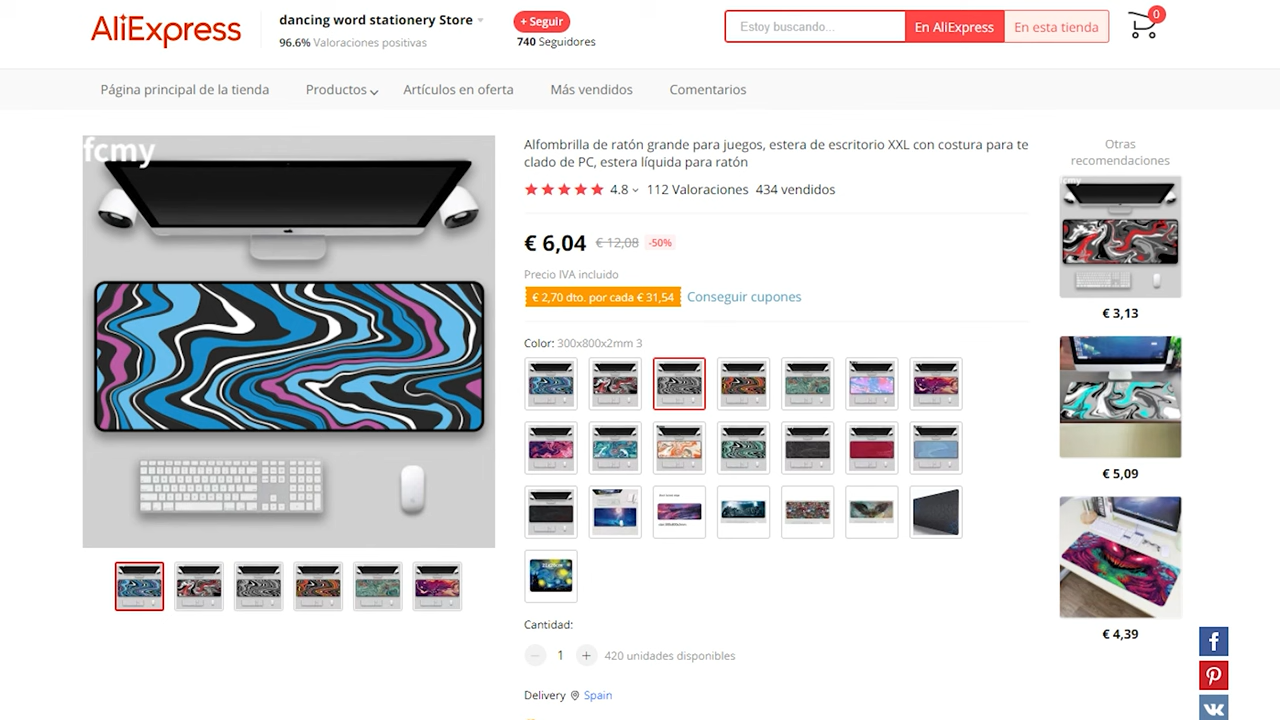 AliExpress
dancing word stationery Store
96.6% Valoraciones positivas
+ Seguir
740 Seguidores
Estoy buscando...
En AliExpress
En esta tienda
0
Página principal de la tienda
Productos
Artículos en oferta
Más vendidos
Comentarios
fcmy
Alfombrilla de ratón grande para juegos, estera de escritorio XXL con costura para te
clado de PC, estera líquida para ratón
4.8
112 Valoraciones
434 vendidos
€ 6,04
€ 12,08
-50%
Precio IVA incluido
€ 2,70 dto. por cada € 31,54
Conseguir cupones
Color: 300x800x2mm 3
Cantidad:
1
420 unidades disponibles
Delivery
Spain
Otras
recomendaciones
fcmy
€ 3,13
€ 5,09
€ 4,39